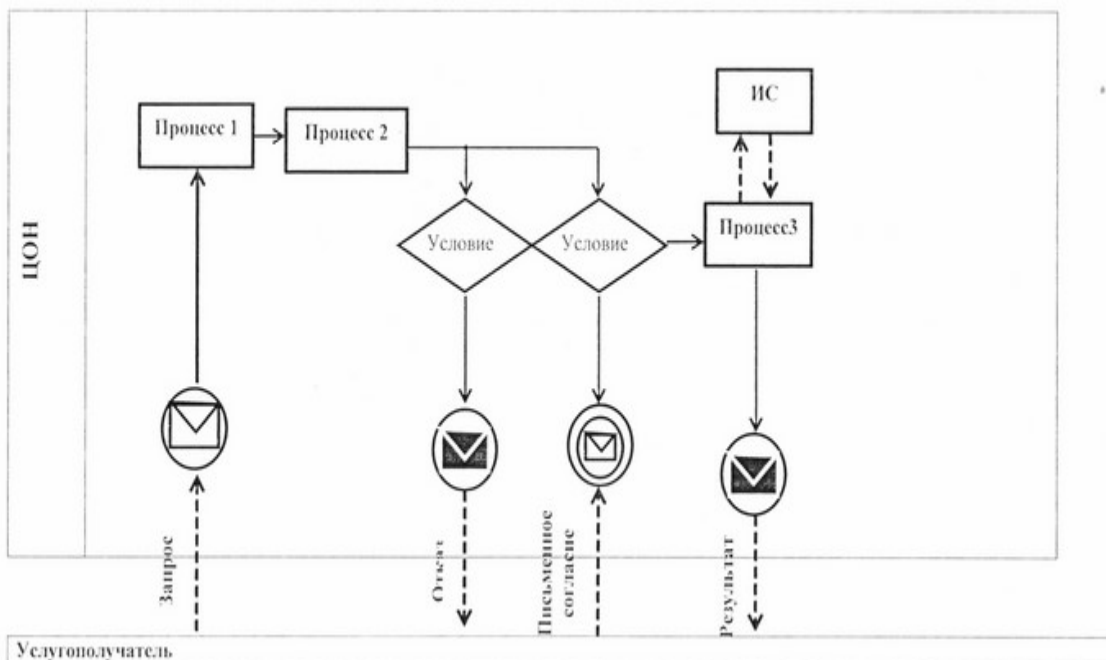 ИС
Процесс 1
Процесс 2
Процесс3
Условие
Условие
ЦОН
Запрос
Отказ
Письменное
согласие
Результат
Услугополучатель